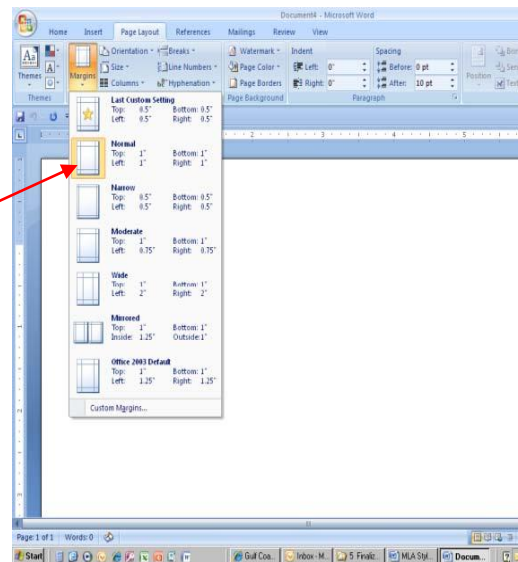 Document4 - Microsoft Word
Home Insert Page Layout References Mailings Review View
Themes Margins Orientation Size Columns Breaks Line Numbers Hyphenation
Watermark Page Color Page Borders
Indent Left: 0" Right: 0"
Spacing Before: 0 pt After: 10 pt
Position
Themes Page Background Paragraph
Last Custom Setting
Top: 0.5" Bottom: 0.5"
Left: 0.5" Right: 0.5"
Normal
Top: 1" Bottom: 1"
Left: 1" Right: 1"
Narrow
Top: 0.5" Bottom: 0.5"
Left: 0.5" Right: 0.5"
Moderate
Top: 1" Bottom: 1"
Left: 0.75" Right: 0.75"
Wide
Top: 1" Bottom: 1"
Left: 2" Right: 2"
Mirrored
Top: 1" Bottom: 1"
Inside: 1.25" Outside: 1"
Office 2003 Default
Top: 1" Bottom: 1"
Left: 1.25" Right: 1.25"
Custom Margins...
2 3 4 5
Page: 1 of 1 Words: 0
Start Gulf Coa... Inbox - M... 5 Finaliz... MLA Styl... Docum...